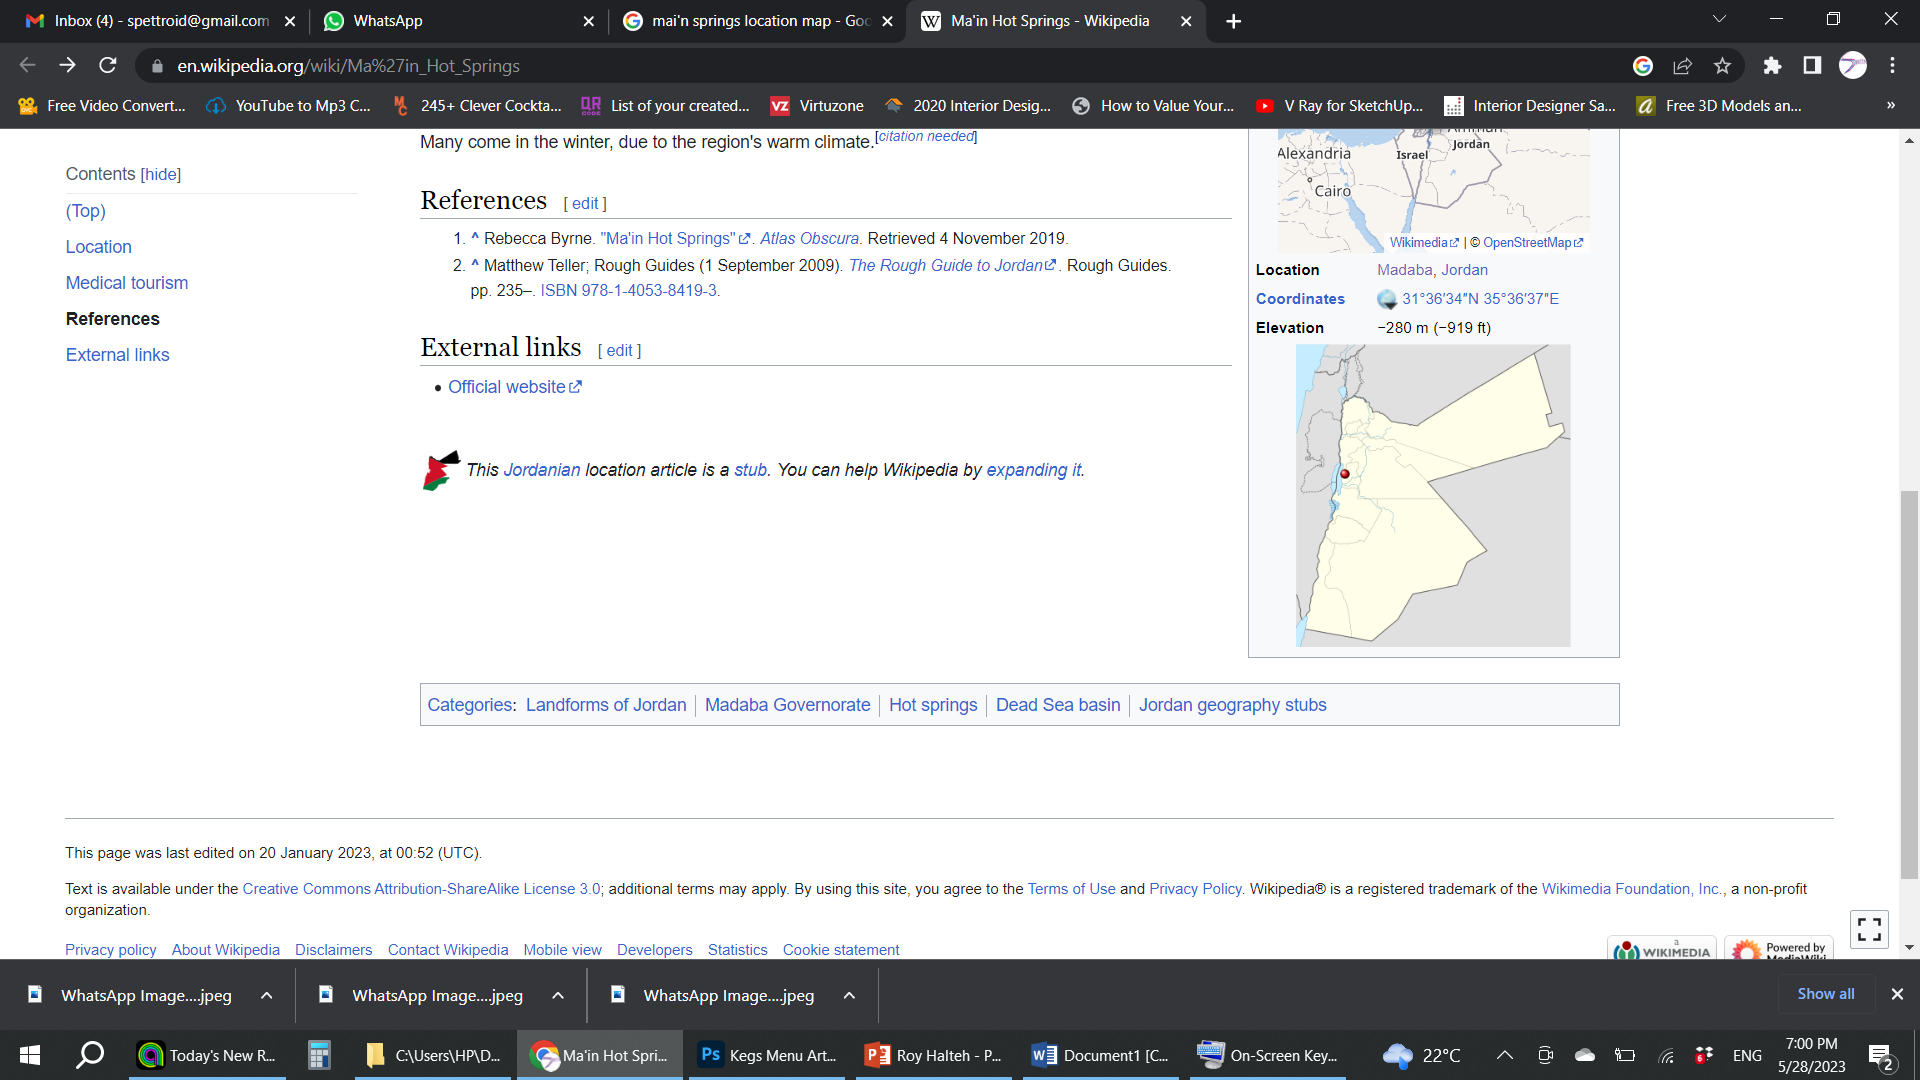 Inbox (4) - spettroid@gmail.com
WhatsApp
mai'n springs location map - Goo
Ma'in Hot Springs - Wikipedia
en.wikipedia.org/wiki/Ma%27in_Hot_Springs
Free Video Convert...
YouTube to Mp3 C...
245+ Clever Cockta...
List of your created...
Virtuzone
2020 Interior Desig...
How to Value Your...
V Ray for SketchUp...
Interior Designer Sa...
Free 3D Models an...
»
Contents [hide]
(Top)
Location
Medical tourism
References
External links
Many come in the winter, due to the region's warm climate.[citation needed]
References [ edit ]
1. ^ Rebecca Byrne. "Ma'in Hot Springs". Atlas Obscura. Retrieved 4 November 2019.
2. ^ Matthew Teller; Rough Guides (1 September 2009). The Rough Guide to Jordan. Rough Guides.
pp. 235–. ISBN 978-1-4053-8419-3.
External links [ edit ]
• Official website
This Jordanian location article is a stub. You can help Wikipedia by expanding it.
Amman
Alexandria
Israel
Jordan
Cairo
Wikimedia | © OpenStreetMap
Location Madaba, Jordan
Coordinates 31°36′34″N 35°36′37″E
Elevation −280 m (−919 ft)
Categories: Landforms of Jordan | Madaba Governorate | Hot springs | Dead Sea basin | Jordan geography stubs
This page was last edited on 20 January 2023, at 00:52 (UTC).
Text is available under the Creative Commons Attribution-ShareAlike License 3.0; additional terms may apply. By using this site, you agree to the Terms of Use and Privacy Policy. Wikipedia® is a registered trademark of the Wikimedia Foundation, Inc., a non-profit
organization.
Privacy policy About Wikipedia Disclaimers Contact Wikipedia Mobile view Developers Statistics Cookie statement
a
WIKIMEDIA
Powered by
MediaWiki
WhatsApp Image....jpeg
WhatsApp Image....jpeg
WhatsApp Image....jpeg
Show all
Today's New R...
C:\Users\HP\D...
Ma'in Hot Spri...
Ps
Kegs Menu Art...
Roy Halteh - P...
Document1 [C...
On-Screen Key...
22°C
6
ENG
7:00 PM
5/28/2023
2